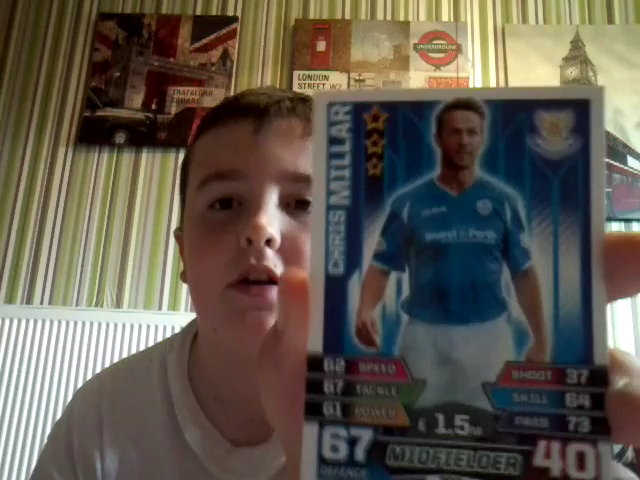 TRAFALGAR
SQUARE
LONDON
STREET W2
UNDERGROUND
CHRIS MILLAR
Invest in Perth
62 SPEED
67 TACKLE
61 POWER
SHOOT 37
SKILL 64
PASS 73
£ 1.5M
67
DEFENCE
MIDFIELDER
40